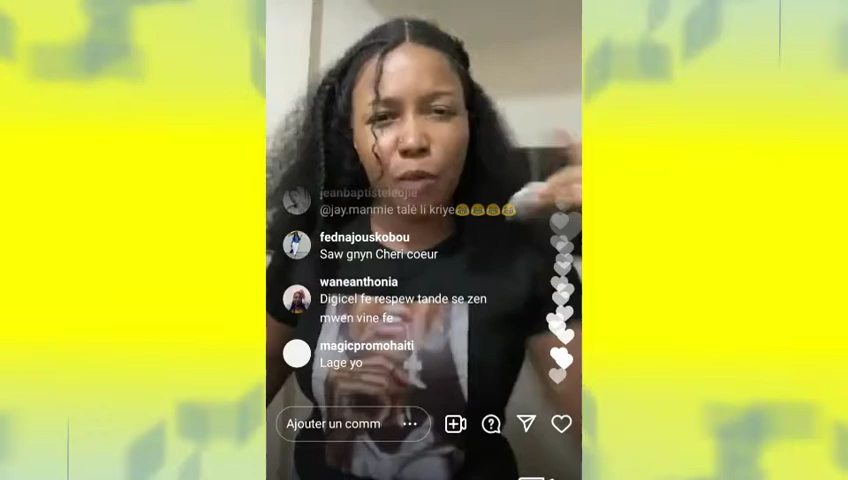 jeanbaptisteleojie
@jay.manmie talè li kriye😂😂😂😂
fednajouskobou
Saw gnyn Cheri coeur
waneanthonia
Digicel fe respew tande se zen
mwen vine fe
magicpromohaiti
Lage yo
Ajouter un comm